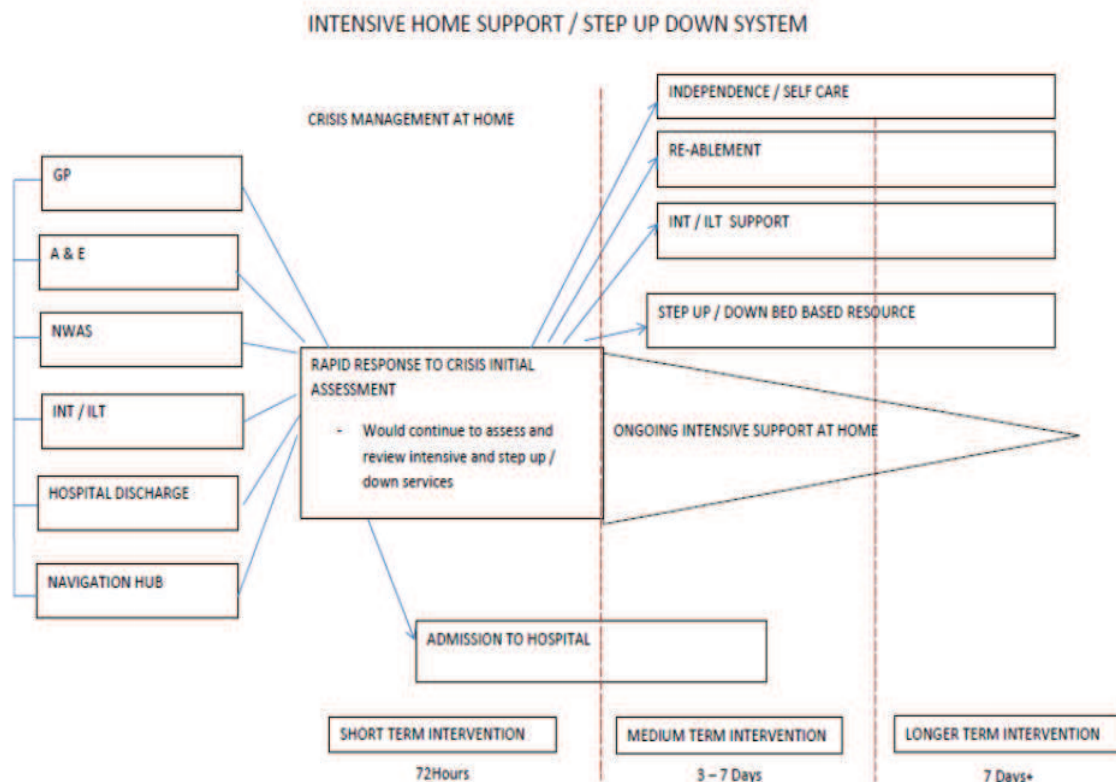 INTENSIVE HOME SUPPORT / STEP UP DOWN SYSTEM
CRISIS MANAGEMENT AT HOME
GP
A & E
NWAS
INT / ILT
HOSPITAL DISCHARGE
NAVIGATION HUB
RAPID RESPONSE TO CRISIS INITIAL
ASSESSMENT
- Would continue to assess and
review intensive and step up /
down services
INDEPENDENCE / SELF CARE
RE-ABLEMENT
INT / ILT SUPPORT
STEP UP / DOWN BED BASED RESOURCE
ONGOING INTENSIVE SUPPORT AT HOME
ADMISSION TO HOSPITAL
SHORT TERM INTERVENTION
72Hours
MEDIUM TERM INTERVENTION
3 – 7 Days
LONGER TERM INTERVENTION
7 Days+